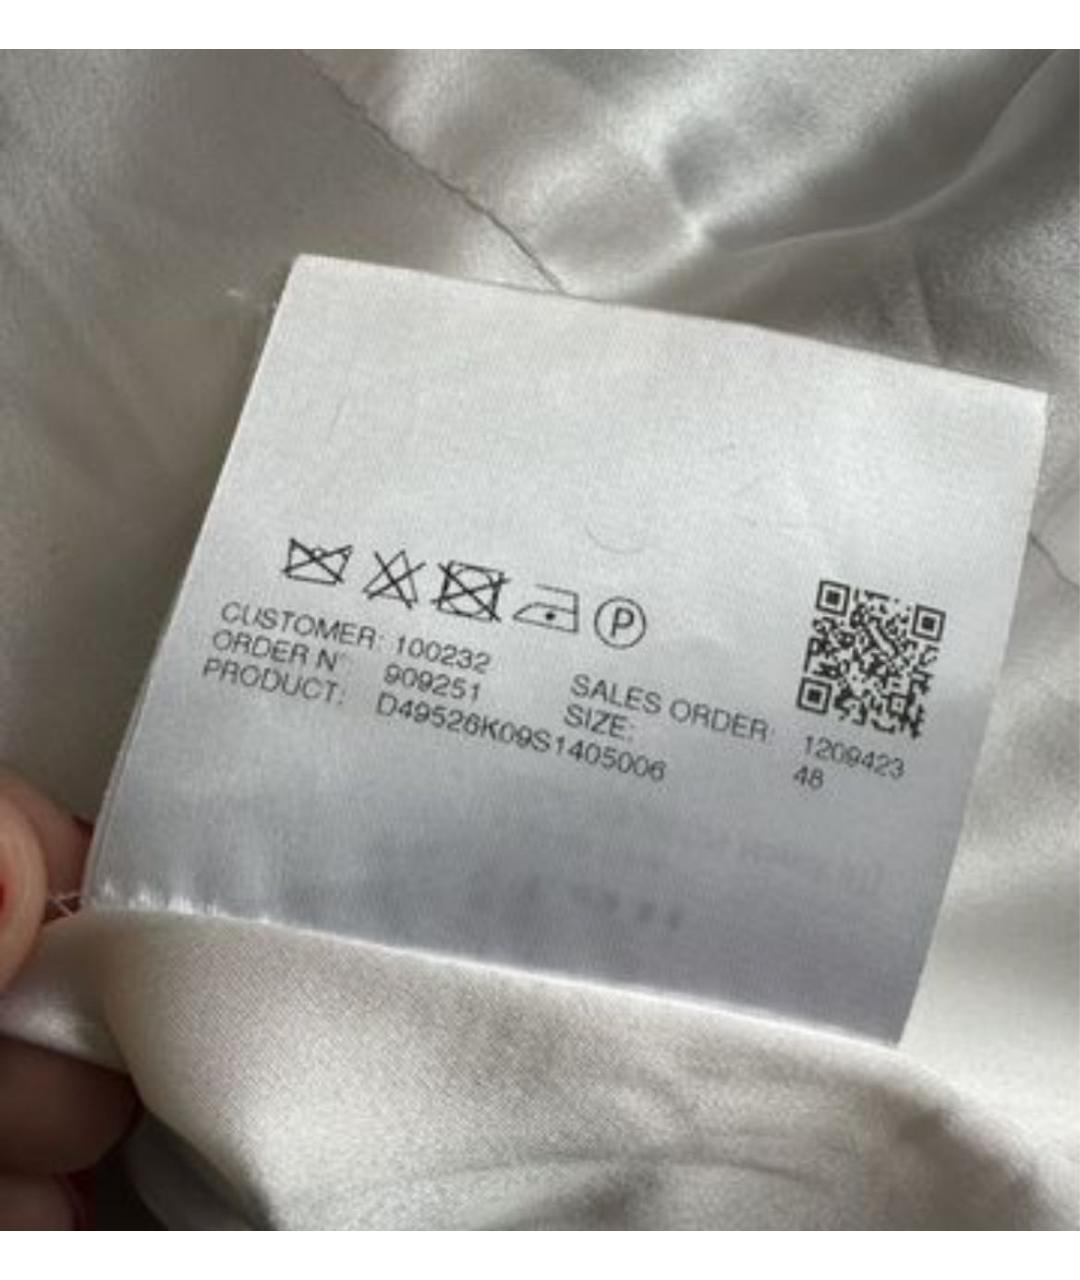 P
CUSTOMER: 100232
ORDER N° 909251 SALES ORDER: 1209423
PRODUCT: D49526K09S1405006 SIZE: 48